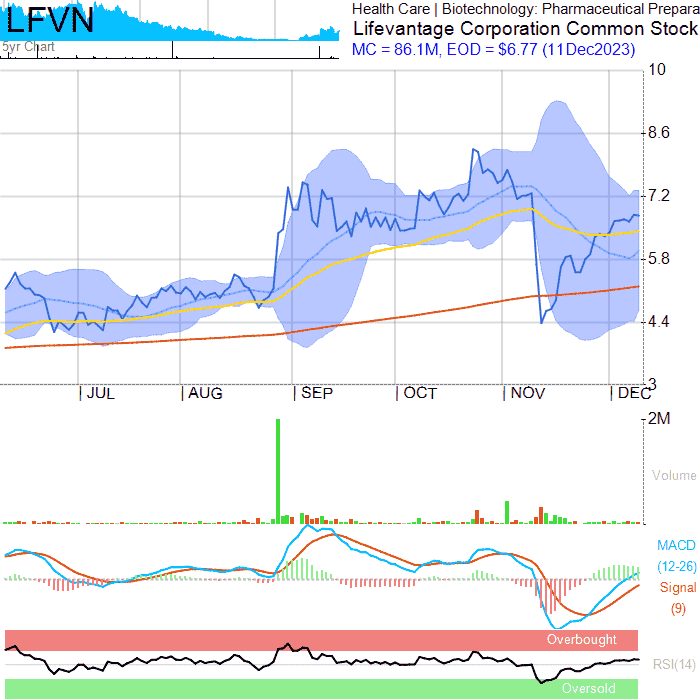 LFVN
5yr Chart
Health Care | Biotechnology: Pharmaceutical Prepara
Lifevantage Corporation Common Stock
MC = 86.1M, EOD = $6.77 (11Dec2023)
10
8.6
7.2
5.8
4.4
3
JUL AUG SEP OCT NOV DEC
2M
Volume
MACD
(12-26)
Signal
(9)
Overbought
RSI(14)
Oversold